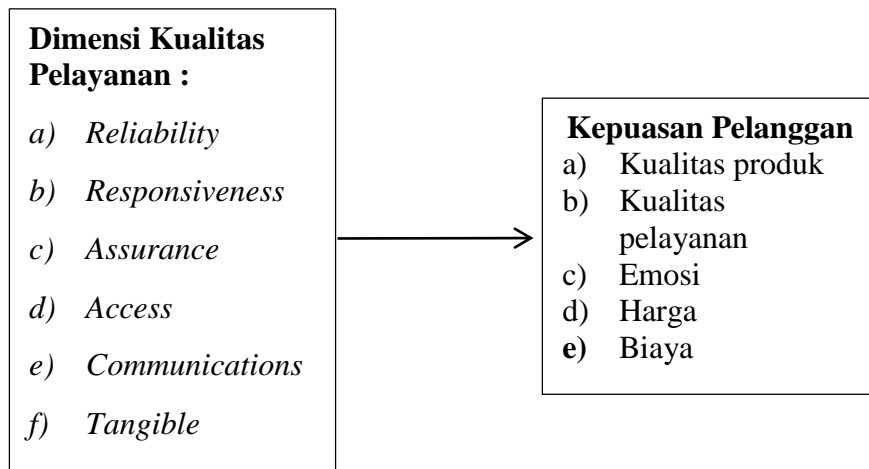 Dimensi Kualitas
Pelayanan :
a) Reliability
b) Responsiveness
c) Assurance
d) Access
e) Communications
f) Tangible
Kepuasan Pelanggan
a) Kualitas produk
b) Kualitas
pelayanan
c) Emosi
d) Harga
e) Biaya